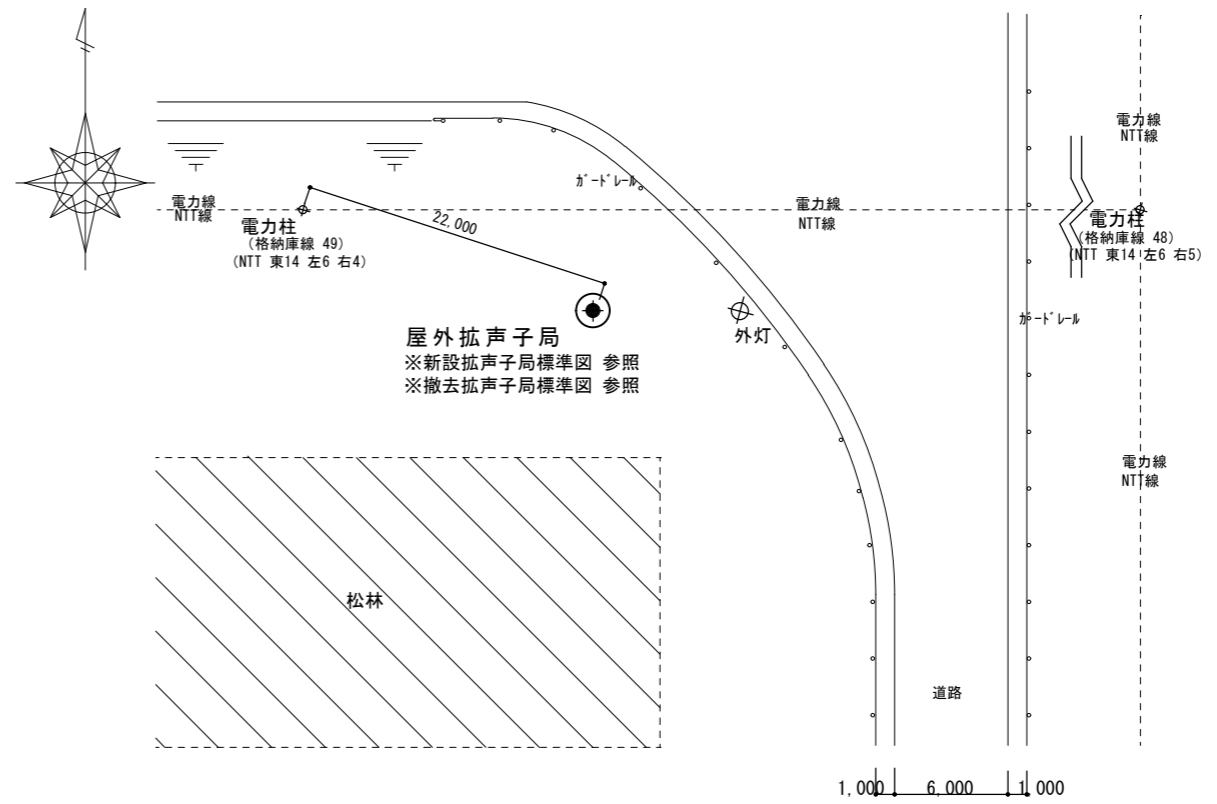 電力線
NTT線
ｶﾞｰﾄﾞﾚｰﾙ
電力線
NTT線
電力線
NTT線
22,000
電力柱
(格納庫線 49)
(NTT 東14 左6 右4)
電力柱
(格納庫線 48)
(NTT 東14 左6 右5)
屋外拡声子局
※新設拡声子局標準図 参照
※撤去拡声子局標準図 参照
外灯
ｶﾞｰﾄﾞﾚｰﾙ
電力線
NTT線
松林
道路
1,000
6,000
1,000